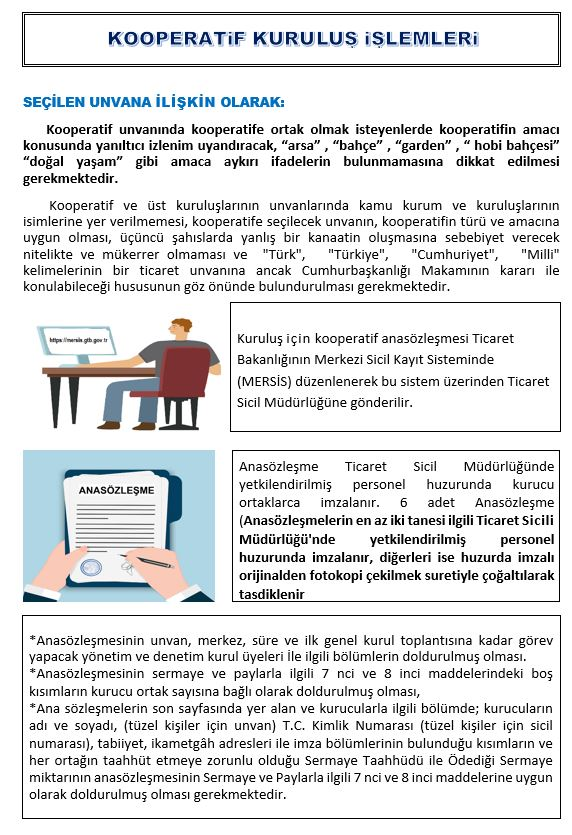 KOOPERATiF KURULUŞ iŞLEMLERi
SEÇİLEN UNVANA İLİŞKİN OLARAK:
Kooperatif unvanında kooperatife ortak olmak isteyenlerde kooperatifin amacı
konusunda yanıltıcı izlenim uyandıracak, “arsa” , “bahçe” , “garden” , “ hobi bahçesi”
“doğal yaşam” gibi amaca aykırı ifadelerin bulunmamasına dikkat edilmesi
gerekmektedir.
Kooperatif ve üst kuruluşlarının unvanlarında kamu kurum ve kuruluşlarının
isimlerine yer verilmemesi, kooperatife seçilecek unvanın, kooperatifin türü ve amacına
uygun olması, üçüncü şahıslarda yanlış bir kanaatin oluşmasına sebebiyet verecek
nitelikte ve mükerrer olmaması ve "Türk", "Türkiye", "Cumhuriyet", "Milli"
kelimelerinin bir ticaret unvanına ancak Cumhurbaşkanlığı Makamının kararı ile
konulabileceği hususunun göz önünde bulundurulması gerekmektedir.
https://mersis.gtb.gov.tr
Kuruluş için kooperatif anasözleşmesi Ticaret
Bakanlığının Merkezi Sicil Kayıt Sisteminde
(MERSİS) düzenlenerek bu sistem üzerinden Ticaret
Sicil Müdürlüğüne gönderilir.
ANASÖZLEŞME
Anasözleşme Ticaret Sicil Müdürlüğünde
yetkilendirilmiş personel huzurunda kurucu
ortaklarca imzalanır. 6 adet Anasözleşme
(Anasözleşmelerin en az iki tanesi ilgili Ticaret Sicili
Müdürlüğü'nde yetkilendirilmiş personel
huzurunda imzalanır, diğerleri ise huzurda imzalı
orijinalden fotokopi çekilmek suretiyle çoğaltılarak
tasdiklenir
*Anasözleşmesinin unvan, merkez, süre ve ilk genel kurul toplantısına kadar görev
yapacak yönetim ve denetim kurul üyeleri İle ilgili bölümlerin doldurulmuş olması.
*Anasözleşmesinin sermaye ve paylarla ilgili 7 nci ve 8 inci maddelerindeki boş
kısımların kurucu ortak sayısına bağlı olarak doldurulmuş olması,
*Ana sözleşmelerin son sayfasında yer alan ve kurucularla ilgili bölümde; kurucuların
adı ve soyadı, (tüzel kişiler için unvan) T.C. Kimlik Numarası (tüzel kişiler için sicil
numarası), tabiiyet, ikametgâh adresleri ile imza bölümlerinin bulunduğu kısımların ve
her ortağın taahhüt etmeye zorunlu olduğu Sermaye Taahhüdü ile Ödediği Sermaye
miktarının anasözleşmesinin Sermaye ve Paylarla ilgili 7 nci ve 8 inci maddelerine uygun
olarak doldurulmuş olması gerekmektedir.